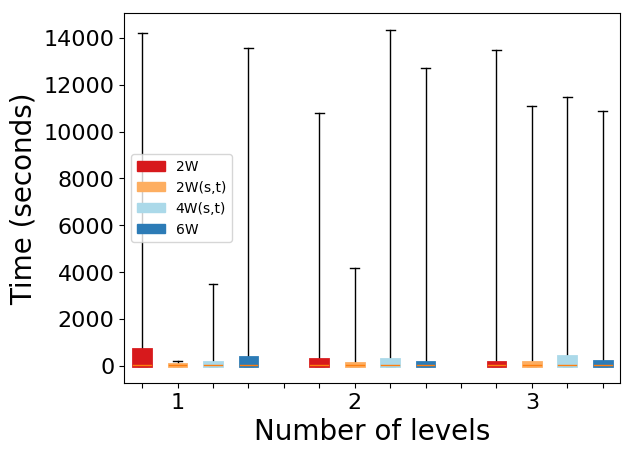 14000
12000
10000
8000
6000
4000
2000
0
Time (seconds)
2W
2W(s,t)
4W(s,t)
6W
1 2 3
Number of levels